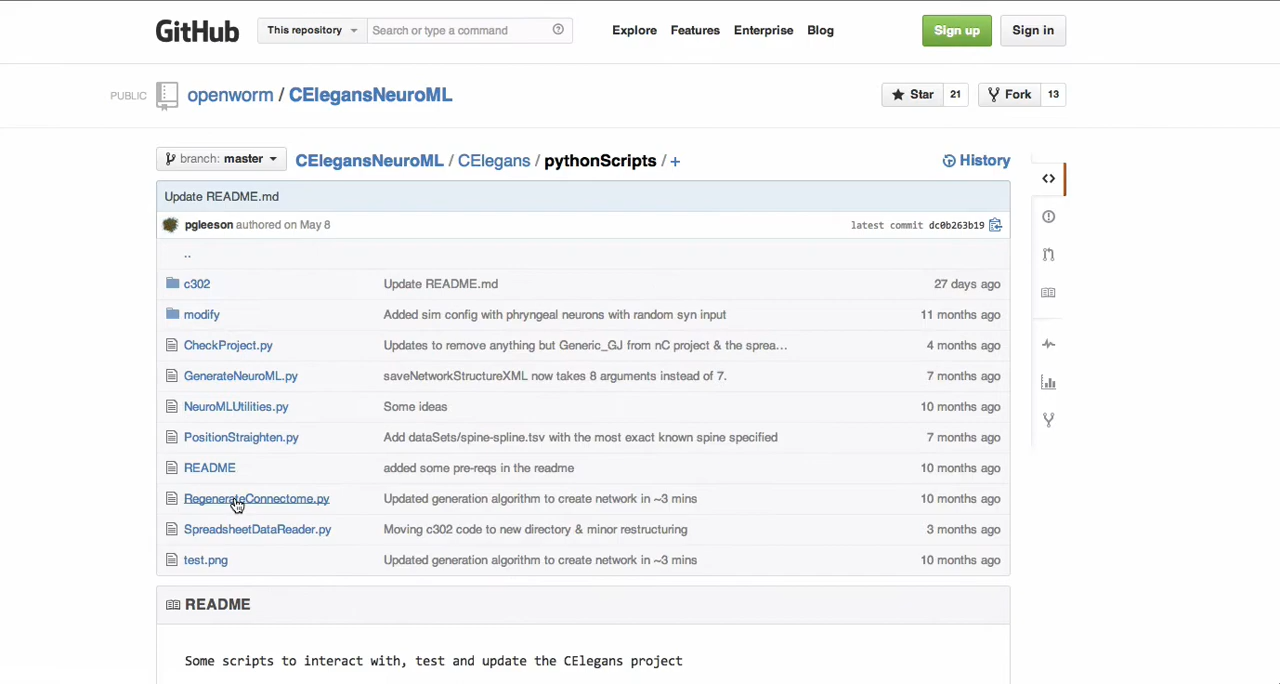 GitHub This repository Search or type a command Explore Features Enterprise Blog Sign up Sign in
PUBLIC openworm / CElegansNeuroML Star 21 Fork 13
branch: master CElegansNeuroML / CElegans / pythonScripts / + History
Update README.md
pgleeson authored on May 8 latest commit dc0b263b19
..
c302 Update README.md 27 days ago
modify Added sim config with phryngeal neurons with random syn input 11 months ago
CheckProject.py Updates to remove anything but Generic_GJ from nC project & the sprea… 4 months ago
GenerateNeuroML.py saveNetworkStructureXML now takes 8 arguments instead of 7. 7 months ago
NeuroMLUtilities.py Some ideas 10 months ago
PositionStraighten.py Add dataSets/spine-spline.tsv with the most exact known spine specified 7 months ago
README added some pre-reqs in the readme 10 months ago
RegenerateConnectome.py Updated generation algorithm to create network in ~3 mins 10 months ago
SpreadsheetDataReader.py Moving c302 code to new directory & minor restructuring 3 months ago
test.png Updated generation algorithm to create network in ~3 mins 10 months ago
README
Some scripts to interact with, test and update the CElegans project